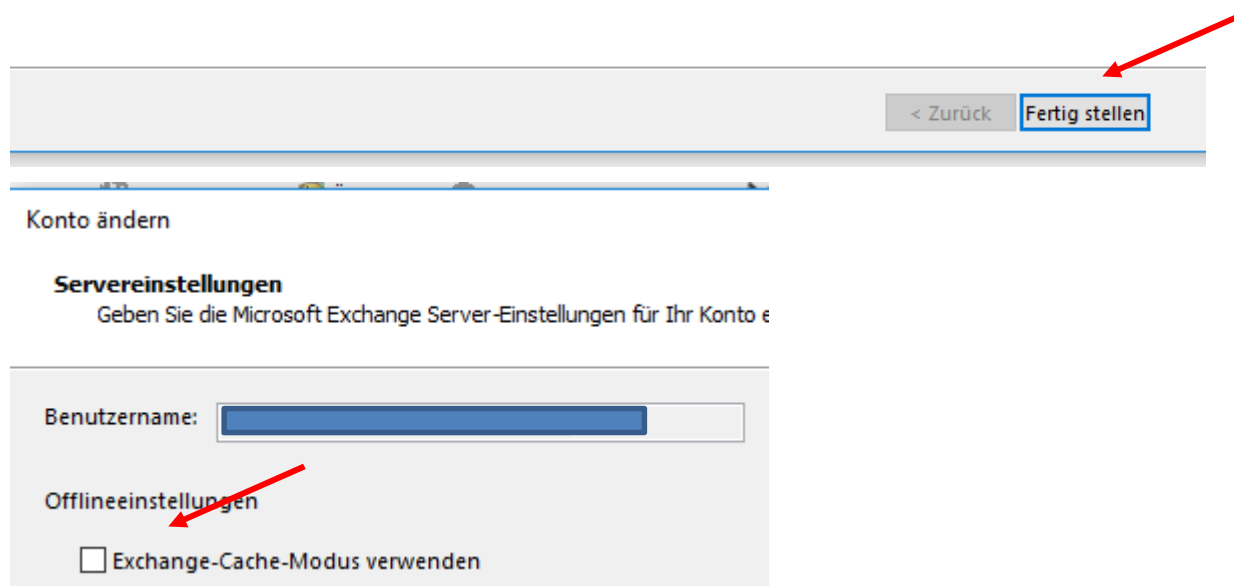 < Zurück Fertig stellen
Konto ändern
Servereinstellungen
Geben Sie die Microsoft Exchange Server-Einstellungen für Ihr Konto e
Benutzername:
Offlineeinstellungen
Exchange-Cache-Modus verwenden